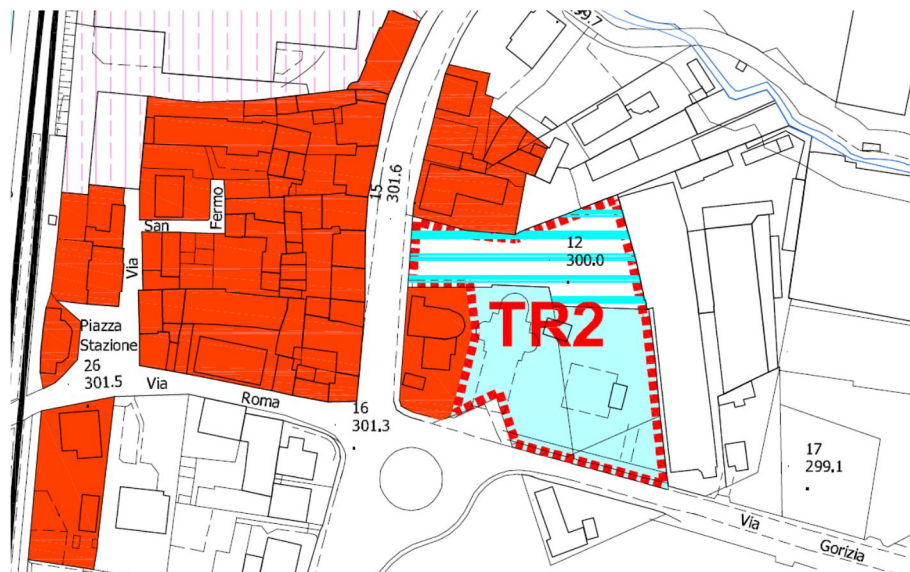 299.7
15
301.6
Fermo
San
Via
12
300.0
TR2
Piazza
Stazione
26
301.5
Via
Roma
16
301.3
17
299.1
Via
Gorizia